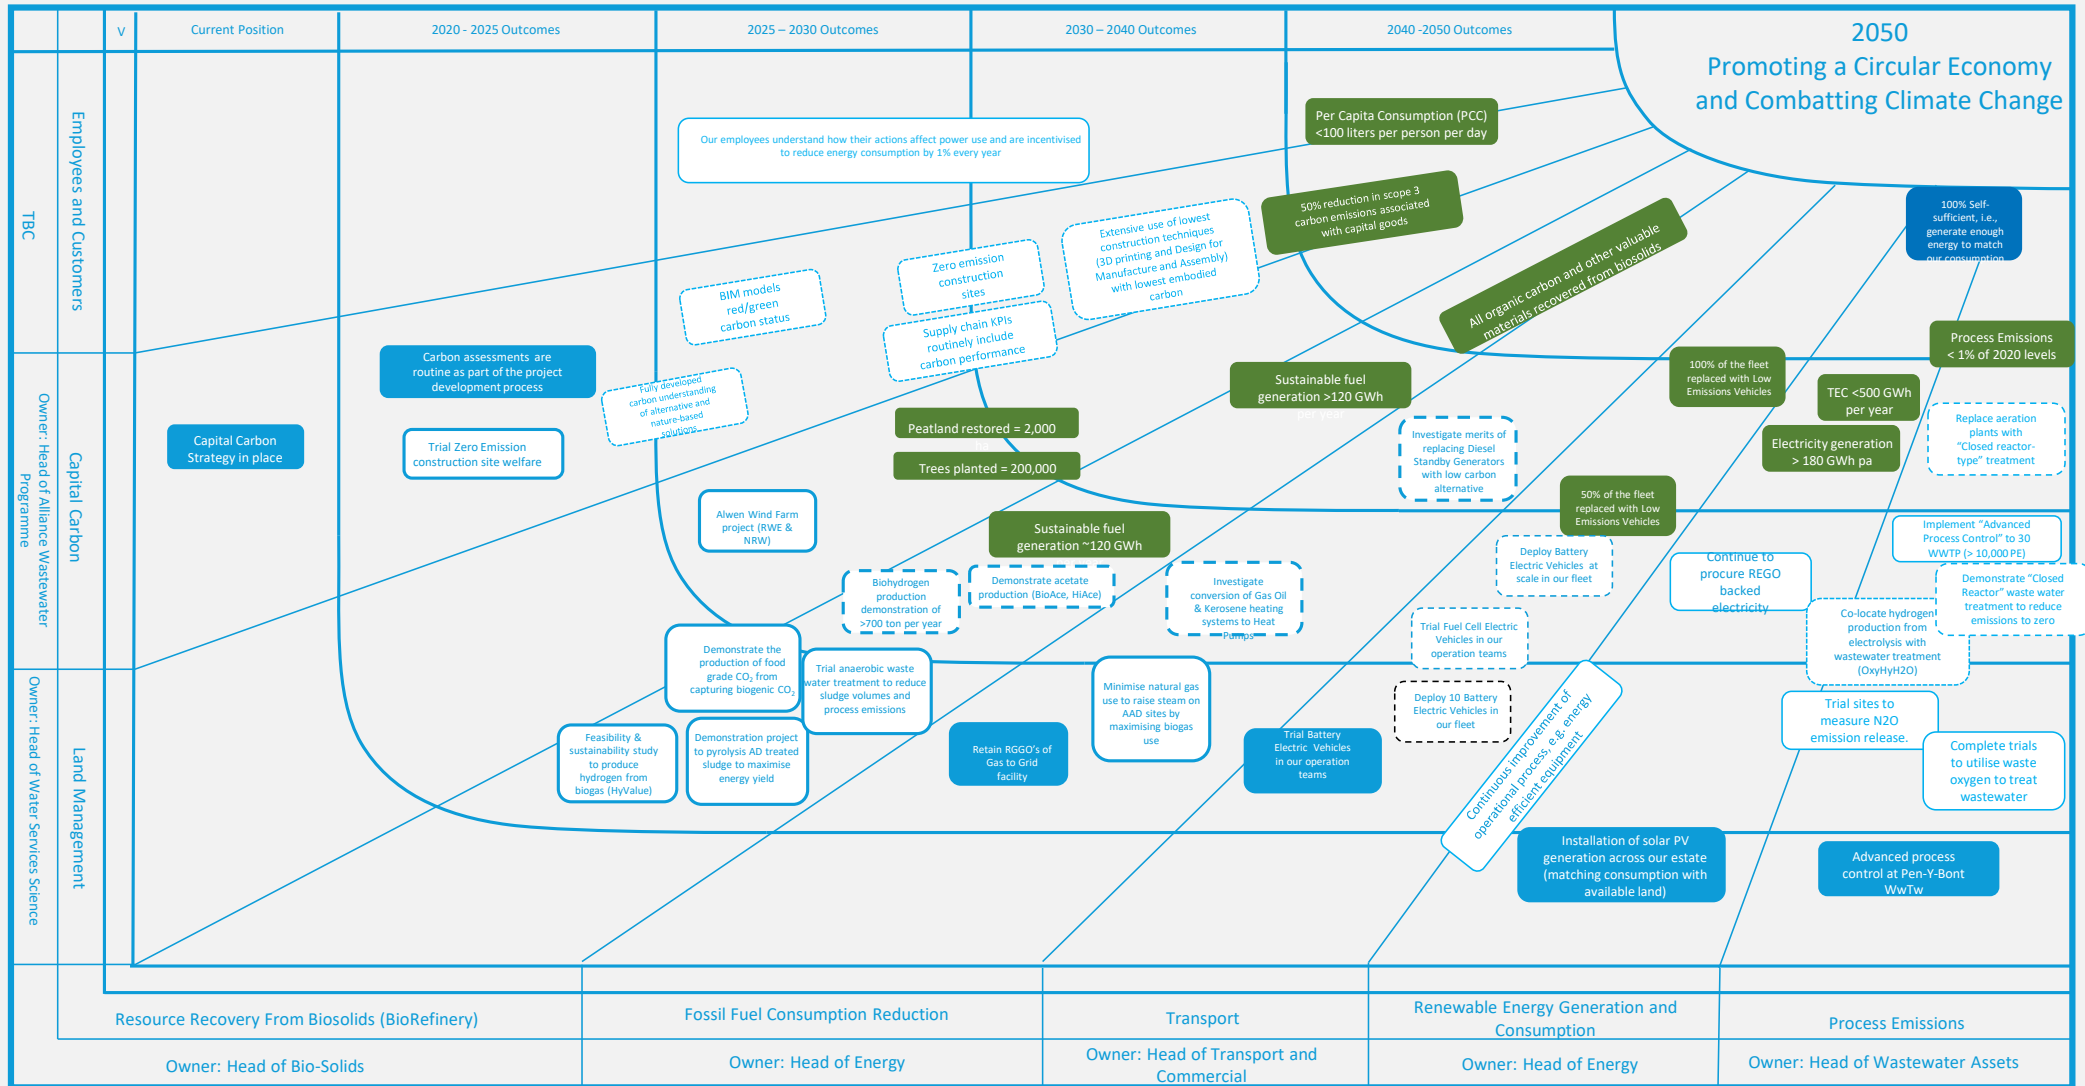 V
Current Position
2020 - 2025 Outcomes
2025 – 2030 Outcomes
2030 – 2040 Outcomes
2040 -2050 Outcomes
2050
Promoting a Circular Economy
and Combatting Climate Change
TBC
Employees and Customers
Owner: Head of Alliance Wastewater
Programme
Capital Carbon
Owner: Head of Water Services Science
Land Management
Our employees understand how their actions affect power use and are incentivised
to reduce energy consumption by 1% every year
Per Capita Consumption (PCC)
<100 liters per person per day
Carbon assessments are
routine as part of the project
development process
Capital Carbon
Strategy in place
Trial Zero Emission
construction site welfare
Fully developed
carbon understanding
of alternative and
nature-based
solutions
BIM models
red/green
carbon status
Zero emission
construction
sites
Supply chain KPIs
routinely include
carbon performance
Extensive use of lowest
construction techniques
(3D printing and Design for
Manufacture and Assembly)
with lowest embodied
carbon
50% reduction in scope 3
carbon emissions associated
with capital goods
All organic carbon and other valuable
materials recovered from biosolids
100% Self-
sufficient, i.e.,
generate enough
energy to match
our consumption
Process Emissions
< 1% of 2020 levels
100% of the fleet
replaced with Low
Emissions Vehicles
TEC <500 GWh
per year
Electricity generation
> 180 GWh pa
Replace aeration
plants with
“Closed reactor-
type” treatment
Sustainable fuel
generation >120 GWh
per year
Peatland restored = 2,000
ha
Trees planted = 200,000
Investigate merits of
replacing Diesel
Standby Generators
with low carbon
alternative
50% of the fleet
replaced with Low
Emissions Vehicles
Alwen Wind Farm
project (RWE &
NRW)
Sustainable fuel
generation ~120 GWh
Implement “Advanced
Process Control” to 30
WWTP (> 10,000 PE)
Deploy Battery
Electric Vehicles at
scale in our fleet
Continue to
procure REGO
backed
electricity
Biohydrogen
production
demonstration of
>700 ton per year
Demonstrate acetate
production (BioAce, HiAce)
Investigate
conversion of Gas Oil
& Kerosene heating
systems to Heat
Pumps
Demonstrate “Closed
Reactor” waste water
treatment to reduce
emissions to zero
Co-locate hydrogen
production from
electrolysis with
wastewater treatment
(OxyHyH2O)
Trial Fuel Cell Electric
Vehicles in our
operation teams
Demonstrate the
production of food
grade CO₂ from
capturing biogenic CO₂
Trial anaerobic waste
water treatment to reduce
sludge volumes and
process emissions
Minimise natural gas
use to raise steam on
AAD sites by
maximising biogas
use
Deploy 10 Battery
Electric Vehicles in
our fleet
Trial sites to
measure N2O
emission release.
Feasibility &
sustainability study
to produce
hydrogen from
biogas (HyValue)
Demonstration project
to pyrolysis AD treated
sludge to maximise
energy yield
Retain RGGO’s of
Gas to Grid
facility
Trial Battery
Electric Vehicles
in our operation
teams
Continuous improvement of
operational process, e.g. energy
efficient equipment
Complete trials
to utilise waste
oxygen to treat
wastewater
Installation of solar PV
generation across our estate
(matching consumption with
available land)
Advanced process
control at Pen-Y-Bont
WwTw
Resource Recovery From Biosolids (BioRefinery)
Fossil Fuel Consumption Reduction
Transport
Renewable Energy Generation and
Consumption
Process Emissions
Owner: Head of Bio-Solids
Owner: Head of Energy
Owner: Head of Transport and
Commercial
Owner: Head of Energy
Owner: Head of Wastewater Assets